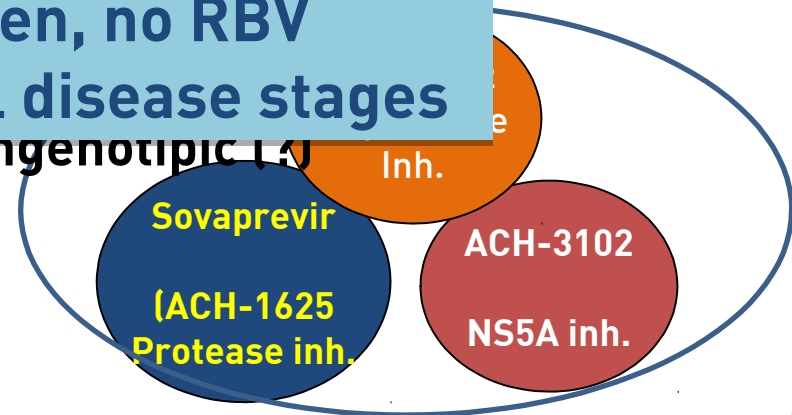 en, no RBV
disease stages
ngenotipic (?)
Inh.
Sovaprevir
(ACH-1625
Protease inh.
ACH-3102
NS5A inh.